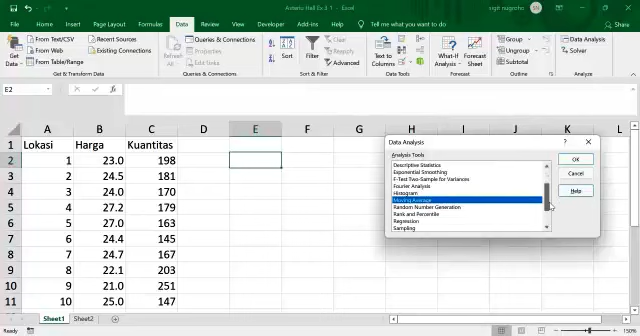 Asteriu Hall Ex 3.1 - Excel
sigit nugroho SN
File Home Insert Page Layout Formulas Data Review View Developer Add-ins Help Tell me what you want to do Share
Get Data
From Text/CSV
From Web
From Table/Range
Recent Sources
Existing Connections
Get & Transform Data
Refresh All
Queries & Connections
Properties
Edit Links
Queries & Connections
Sort
Filter
Clear
Reapply
Advanced
Sort & Filter
Text to Columns
Data Tools
What-If Analysis
Forecast Sheet
Forecast
Group
Ungroup
Subtotal
Outline
Data Analysis
Solver
Analyze
E2 fx
A B C D E F G H I J K L
1 Lokasi Harga Kuantitas
2 1 23.0 198
3 2 24.5 181
4 3 24.0 170
5 4 27.2 179
6 5 27.0 163
7 6 24.4 145
8 7 24.7 167
9 8 22.1 203
10 9 21.0 251
11 10 25.0 147
Data Analysis ? ×
Analysis Tools
Descriptive Statistics
Exponential Smoothing
F-Test Two-Sample for Variances
Fourier Analysis
Histogram
Moving Average
Random Number Generation
Rank and Percentile
Regression
Sampling
OK
Cancel
Help
Sheet1 Sheet2
Ready 150%